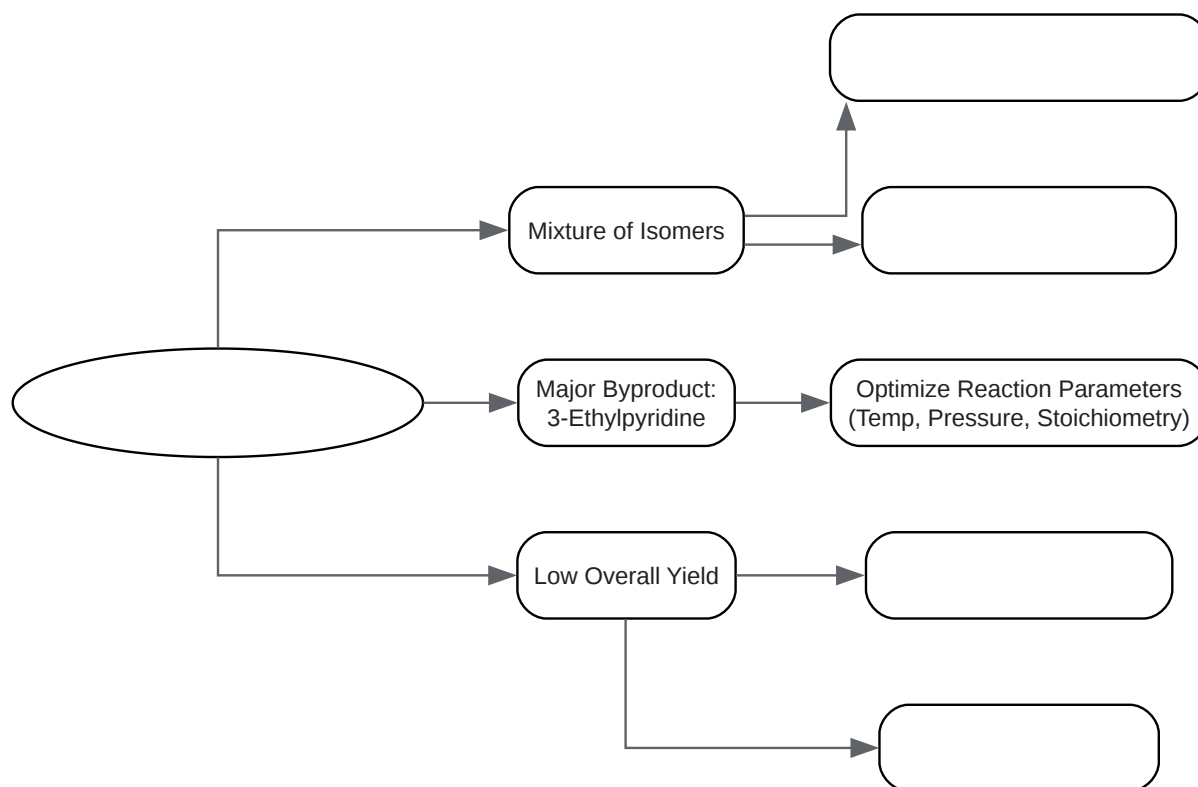 Mixture of Isomers
Major Byproduct:
3-Ethylpyridine
Optimize Reaction Parameters
(Temp, Pressure, Stoichiometry)
Low Overall Yield